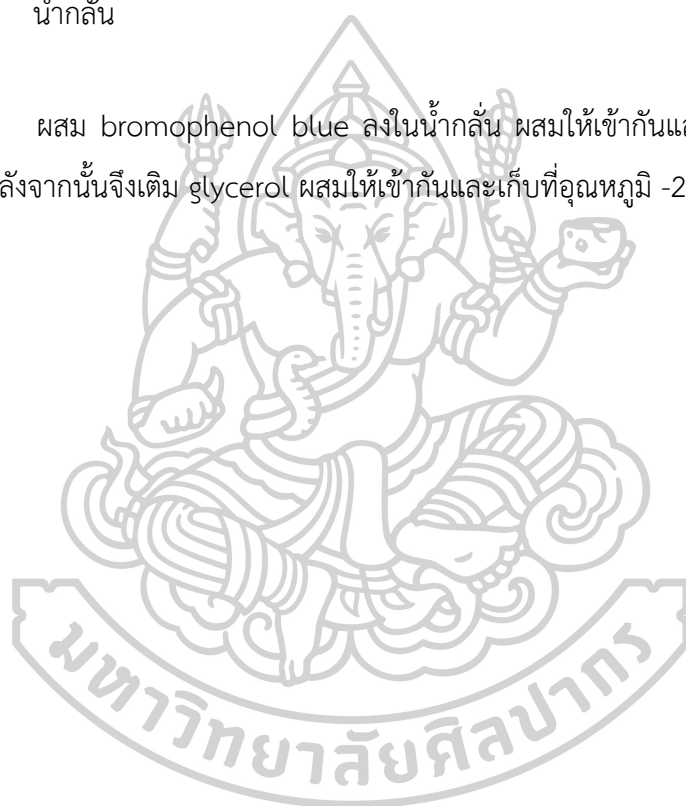 น้ำกลั่น
ผสม bromophenol blue ลงในน้ำกลั่น ผสมให้เข้ากันและ
ลังจากนั้นจึงเติม glycerol ผสมให้เข้ากันและเก็บที่อุณหภูมิ -2
มหาวิทยาลัยศิลปากร